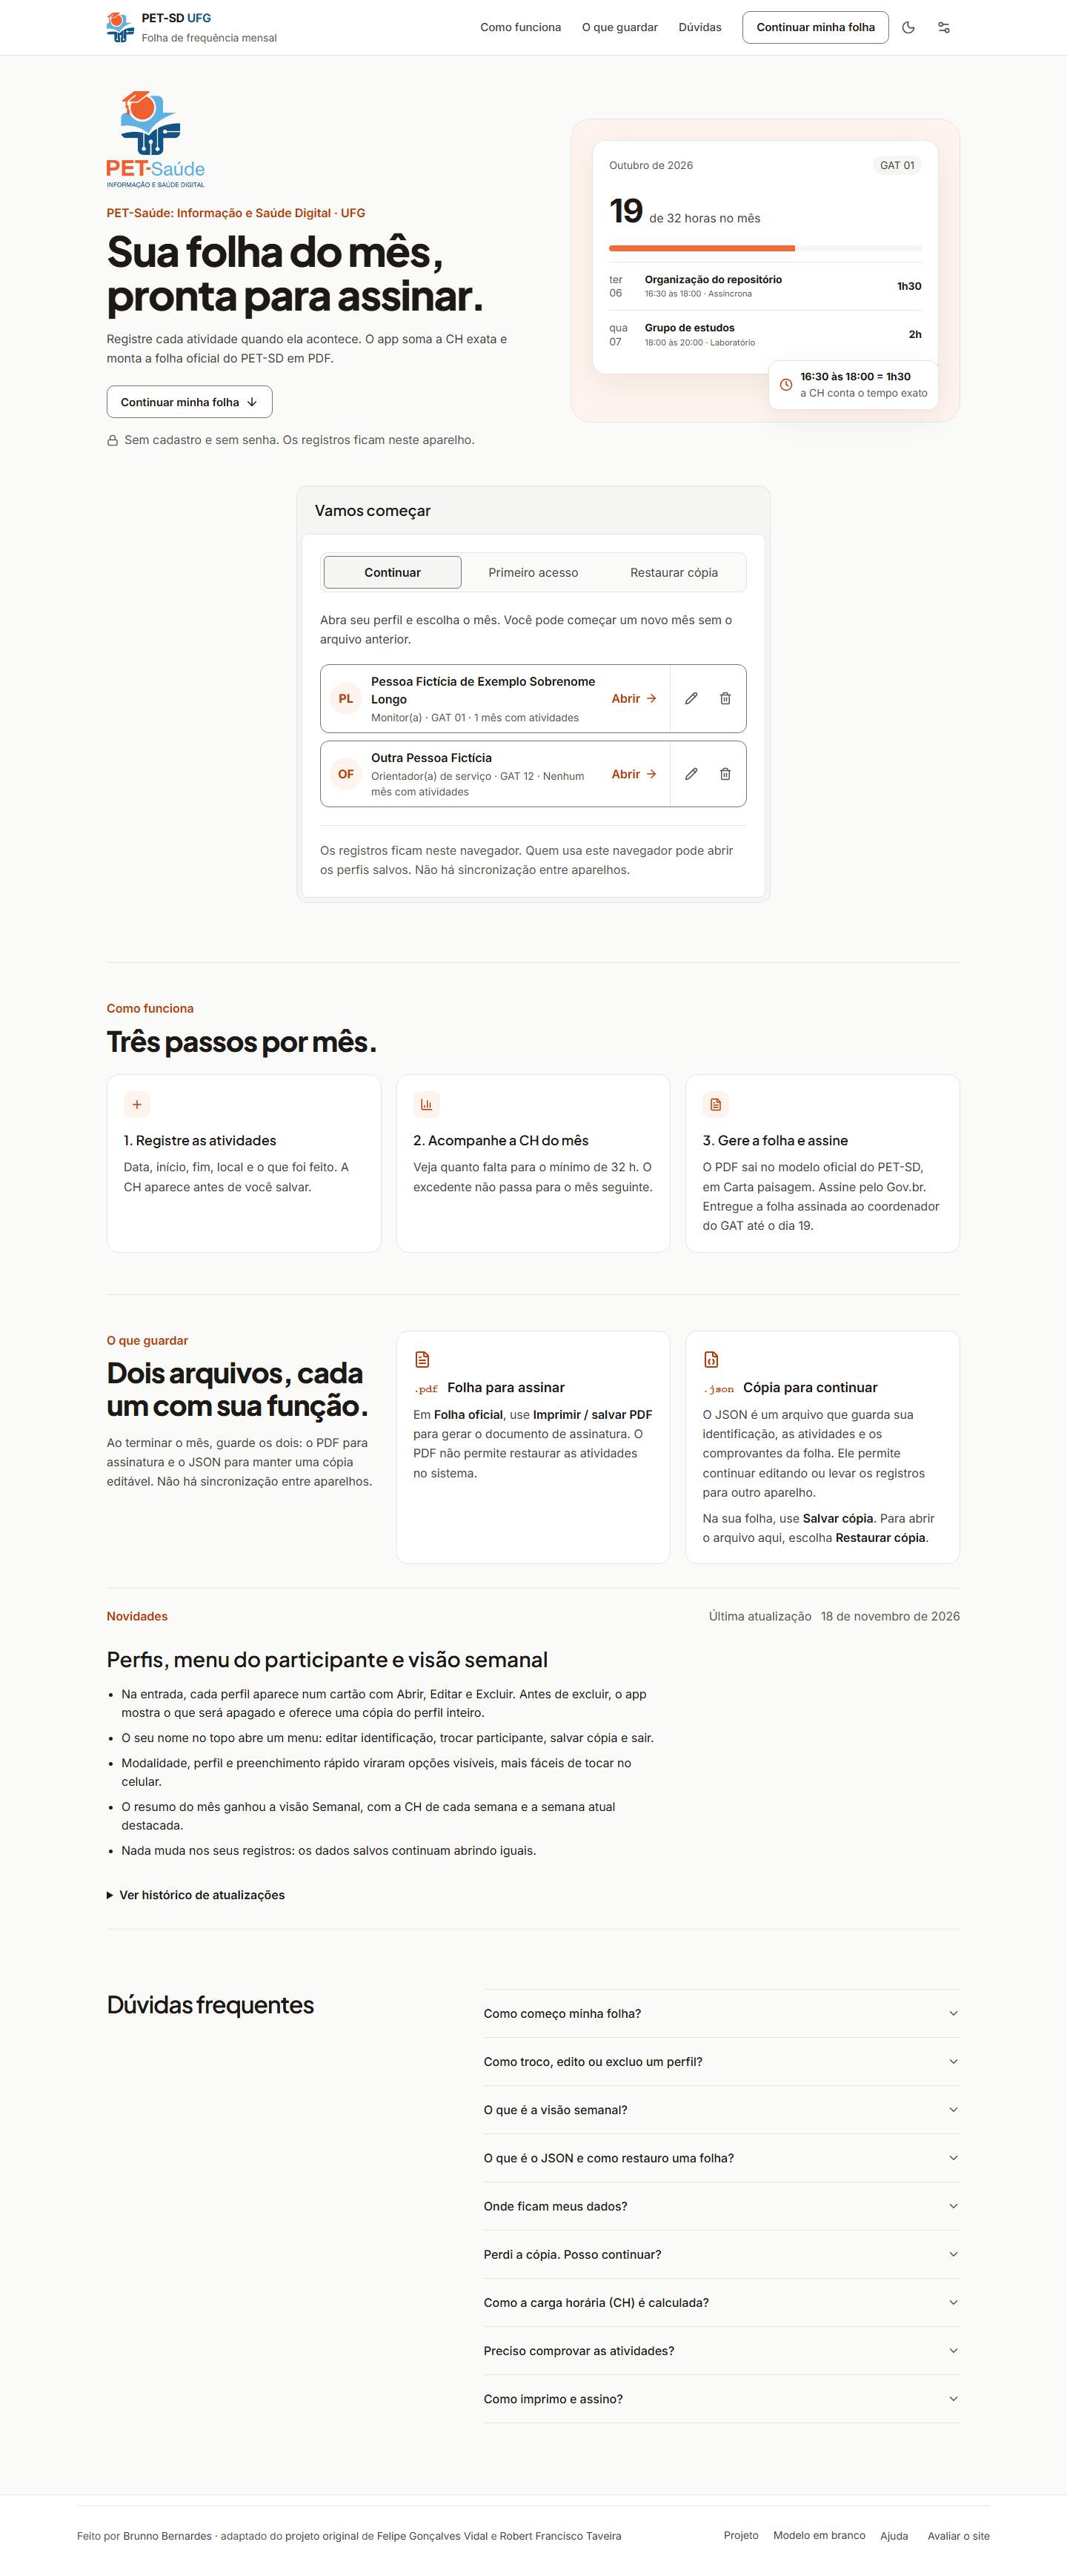 PET-SD UFG
Folha de frequência mensal
Como funciona
O que guardar
Dúvidas
Continuar minha folha
PET-Saúde
INFORMAÇÃO E SAÚDE DIGITAL
PET-Saúde: Informação e Saúde Digital · UFG
Sua folha do mês,
pronta para assinar.
Registre cada atividade quando ela acontece. O app soma a CH exata e
monta a folha oficial do PET-SD em PDF.
Continuar minha folha
Sem cadastro e sem senha. Os registros ficam neste aparelho.
Outubro de 2026
GAT 01
19 de 32 horas no mês
ter
06
Organização do repositório
16:30 às 18:00 · Assíncrona
1h30
qua
07
Grupo de estudos
18:00 às 20:00 · Laboratório
2h
16:30 às 18:00 = 1h30
a CH conta o tempo exato
Vamos começar
Continuar
Primeiro acesso
Restaurar cópia
Abra seu perfil e escolha o mês. Você pode começar um novo mês sem o
arquivo anterior.
PL
Pessoa Fictícia de Exemplo Sobrenome
Longo
Monitor(a) · GAT 01 · 1 mês com atividades
Abrir
OF
Outra Pessoa Fictícia
Orientador(a) de serviço · GAT 12 · Nenhum
mês com atividades
Abrir
Os registros ficam neste navegador. Quem usa este navegador pode abrir
os perfis salvos. Não há sincronização entre aparelhos.
Como funciona
Três passos por mês.
1. Registre as atividades
Data, início, fim, local e o que foi feito. A
CH aparece antes de você salvar.
2. Acompanhe a CH do mês
Veja quanto falta para o mínimo de 32 h. O
excedente não passa para o mês seguinte.
3. Gere a folha e assine
O PDF sai no modelo oficial do PET-SD,
em Carta paisagem. Assine pelo Gov.br.
Entregue a folha assinada ao coordenador
do GAT até o dia 19.
O que guardar
Dois arquivos, cada
um com sua função.
Ao terminar o mês, guarde os dois: o PDF para
assinatura e o JSON para manter uma cópia
editável. Não há sincronização entre aparelhos.
.pdf Folha para assinar
Em Folha oficial, use Imprimir / salvar PDF
para gerar o documento de assinatura. O
PDF não permite restaurar as atividades
no sistema.
.json Cópia para continuar
O JSON é um arquivo que guarda sua
identificação, as atividades e os
comprovantes da folha. Ele permite
continuar editando ou levar os registros
para outro aparelho.
Na sua folha, use Salvar cópia. Para abrir
o arquivo aqui, escolha Restaurar cópia.
Novidades
Última atualização 18 de novembro de 2026
Perfis, menu do participante e visão semanal
• Na entrada, cada perfil aparece num cartão com Abrir, Editar e Excluir. Antes de excluir, o app
mostra o que será apagado e oferece uma cópia do perfil inteiro.
• O seu nome no topo abre um menu: editar identificação, trocar participante, salvar cópia e sair.
• Modalidade, perfil e preenchimento rápido viraram opções visíveis, mais fáceis de tocar no
celular.
• O resumo do mês ganhou a visão Semanal, com a CH de cada semana e a semana atual
destacada.
• Nada muda nos seus registros: os dados salvos continuam abrindo iguais.
Ver histórico de atualizações
Dúvidas frequentes
Como começo minha folha?
Como troco, edito ou excluo um perfil?
O que é a visão semanal?
O que é o JSON e como restauro uma folha?
Onde ficam meus dados?
Perdi a cópia. Posso continuar?
Como a carga horária (CH) é calculada?
Preciso comprovar as atividades?
Como imprimo e assino?
Feito por Brunno Bernardes · adaptado do projeto original de Felipe Gonçalves Vidal e Robert Francisco Taveira
Projeto
Modelo em branco
Ajuda
Avaliar o site